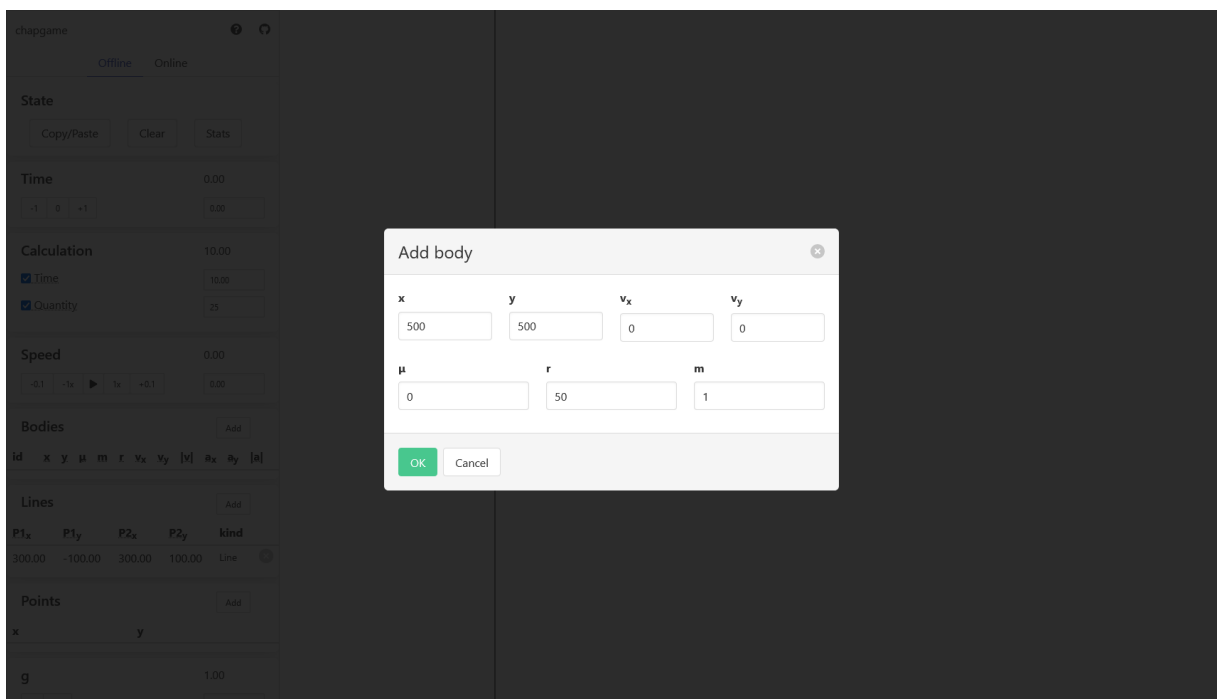 chapgame
Offline Online
State
Copy/Paste Clear Stats
Time 0.00
-1 0 +1 0.00
Calculation 10.00
Time 10.00
Quantity 25
Speed 0.00
-0.1 -1x 1x +0.1 0.00
Bodies Add
id x y μ m r vx vy |v| ax ay |a|
Lines Add
P1x P1y P2x P2y kind
300.00 -100.00 300.00 100.00 Line
Points Add
x y
g 1.00
Add body
x y vx vy
500 500 0 0
μ r m
0 50 1
OK Cancel